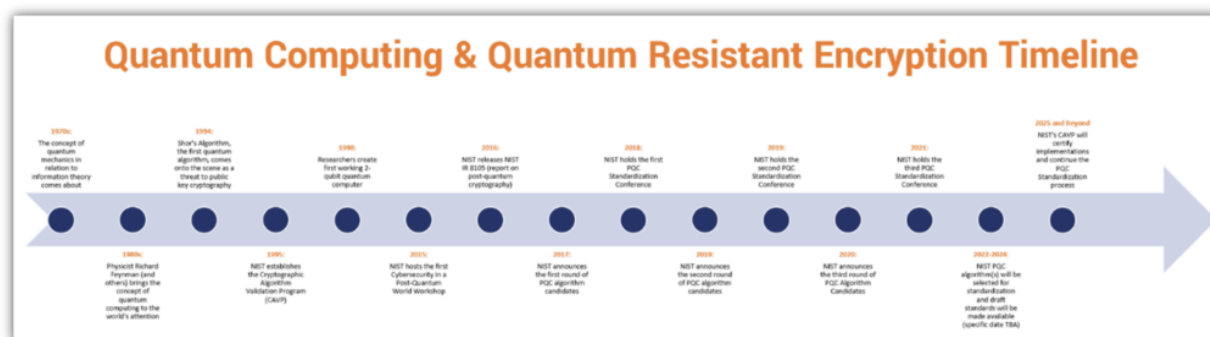 Quantum Computing & Quantum Resistant Encryption Timeline
1970s:
The concept of
quantum
mechanics in
relation to
information theory
comes about
1980s:
Physicist Richard
Feynman (and
others) brings the
concept of
quantum
computing to the
world's attention
1994:
Shor's Algorithm,
the first quantum
algorithm, comes
onto the scene as a
threat to public
key cryptography
1995:
NIST establishes
the Cryptographic
Algorithm
Validation Program
(CAVP)
1998:
Researchers create
first working 2-
qubit quantum
computer
2015:
NIST hosts the first
Cybersecurity in a
Post-Quantum
World Workshop
2016:
NIST releases NIST
IR 8105 (report on
post-quantum
cryptography)
2017:
NIST announces
the first round of
PQC algorithm
candidates
2018:
NIST holds the first
PQC
Standardization
Conference
2019:
NIST announces
the second round
of PQC algorithm
candidates
2019:
NIST holds the
second PQC
Standardization
Conference
2020:
NIST announces
the third round of
PQC Algorithm
Candidates
2021:
NIST holds the
third PQC
Standardization
Conference
2022-2024:
NIST PQC
algorithm(s) will be
selected for
standardization
and draft
standards will be
made available
(specific date TBA)
2025 and Beyond
NIST's CAVP will
certify
implementations
and continue the
PQC
Standardization
process